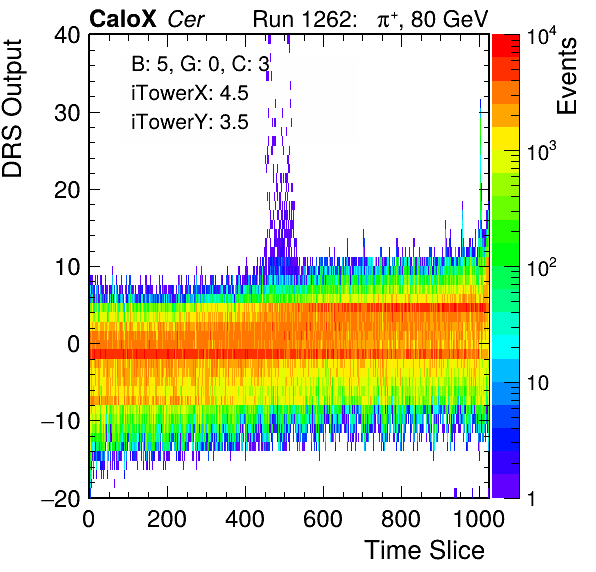 CaloX Cer Run 1262: π⁺, 80 GeV
B: 5, G: 0, C: 3
iTowerX: 4.5
iTowerY: 3.5
DRS Output
40
30
20
10
0
−10
−20
0 200 400 600 800 1000
Time Slice
Events
10⁴
10³
10²
10
1